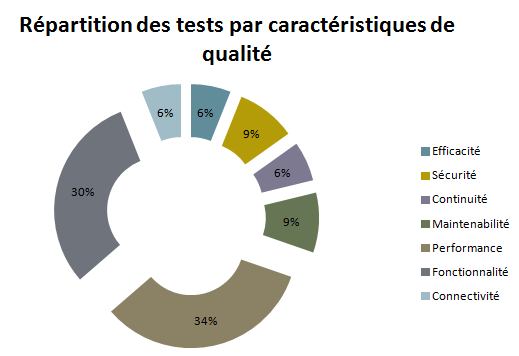 Répartition des tests par caractéristiques de
qualité
6%
6%
9%
6%
9%
34%
30%
Efficacité
Sécurité
Continuité
Maintenabilité
Performance
Fonctionnalité
Connectivité